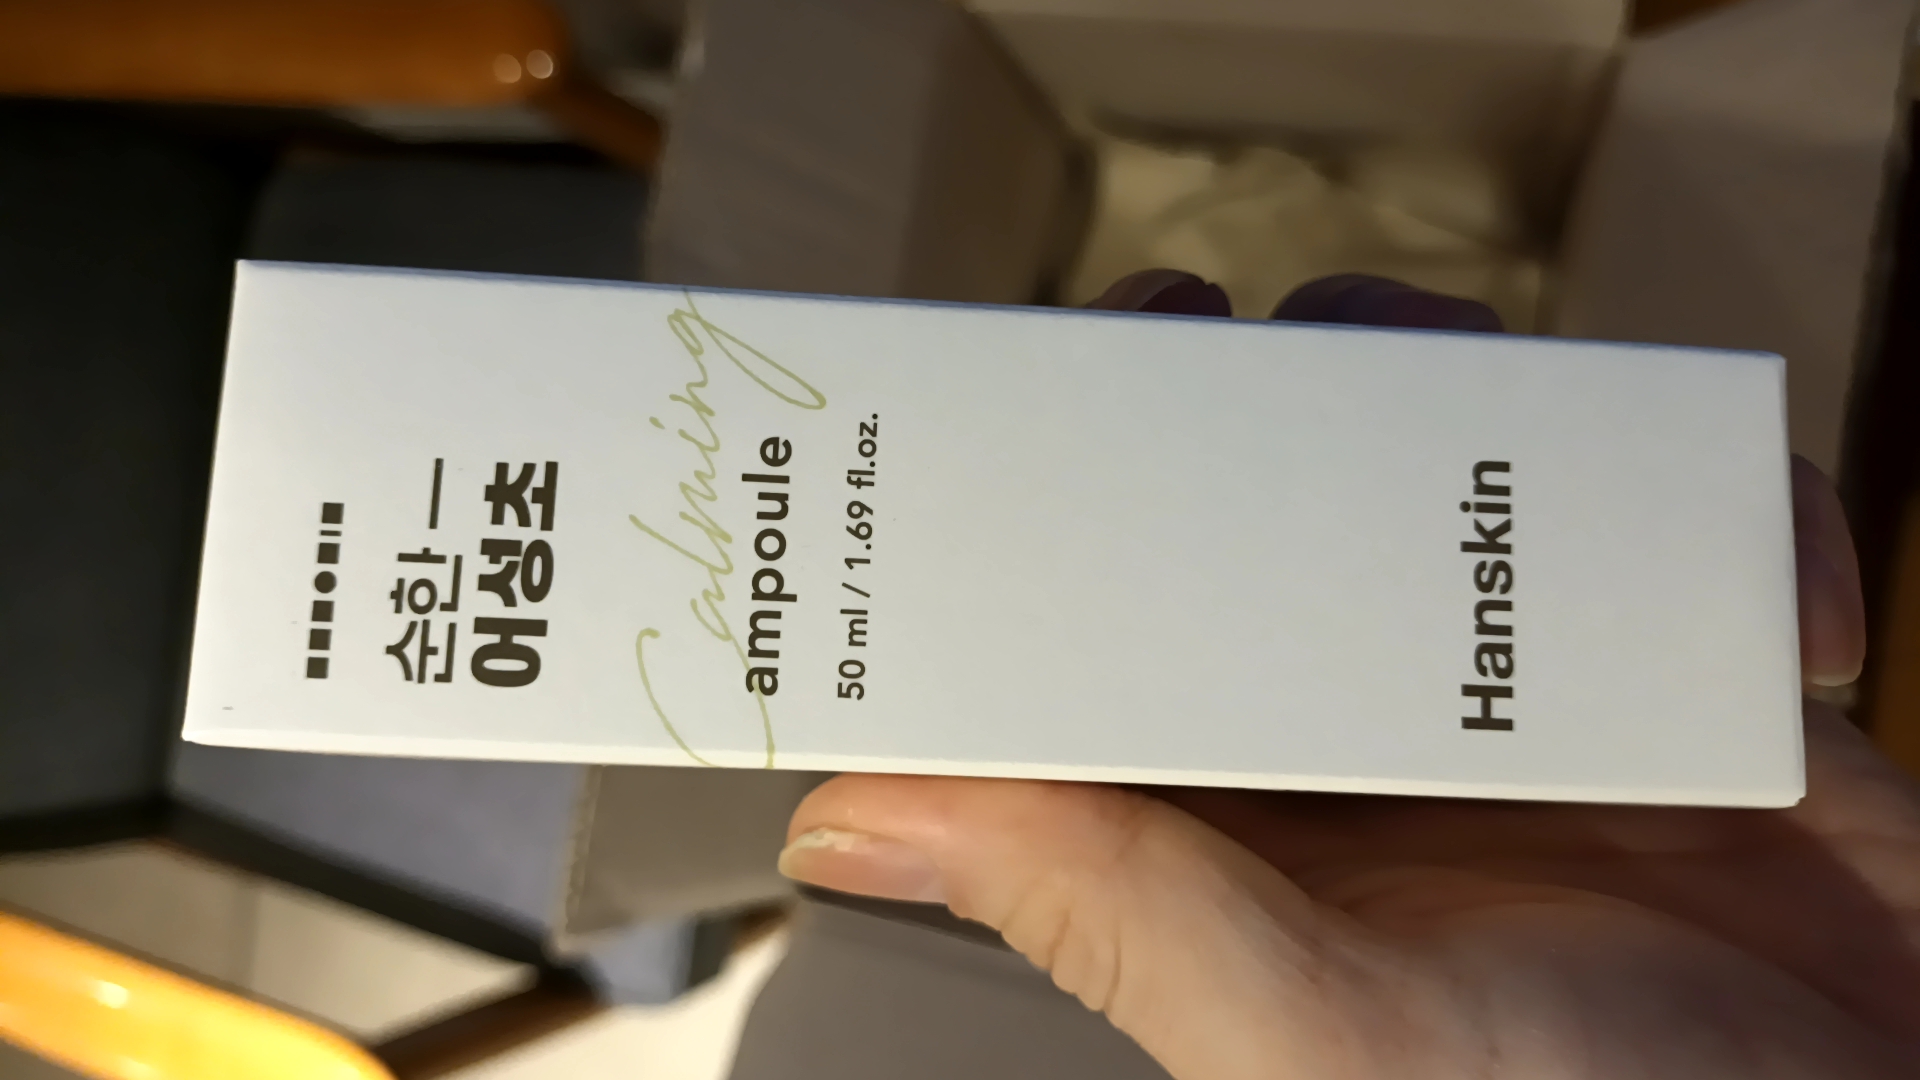 순한
어성초
Calming
ampoule
50 ml / 1.69 fl.oz.
Hanskin